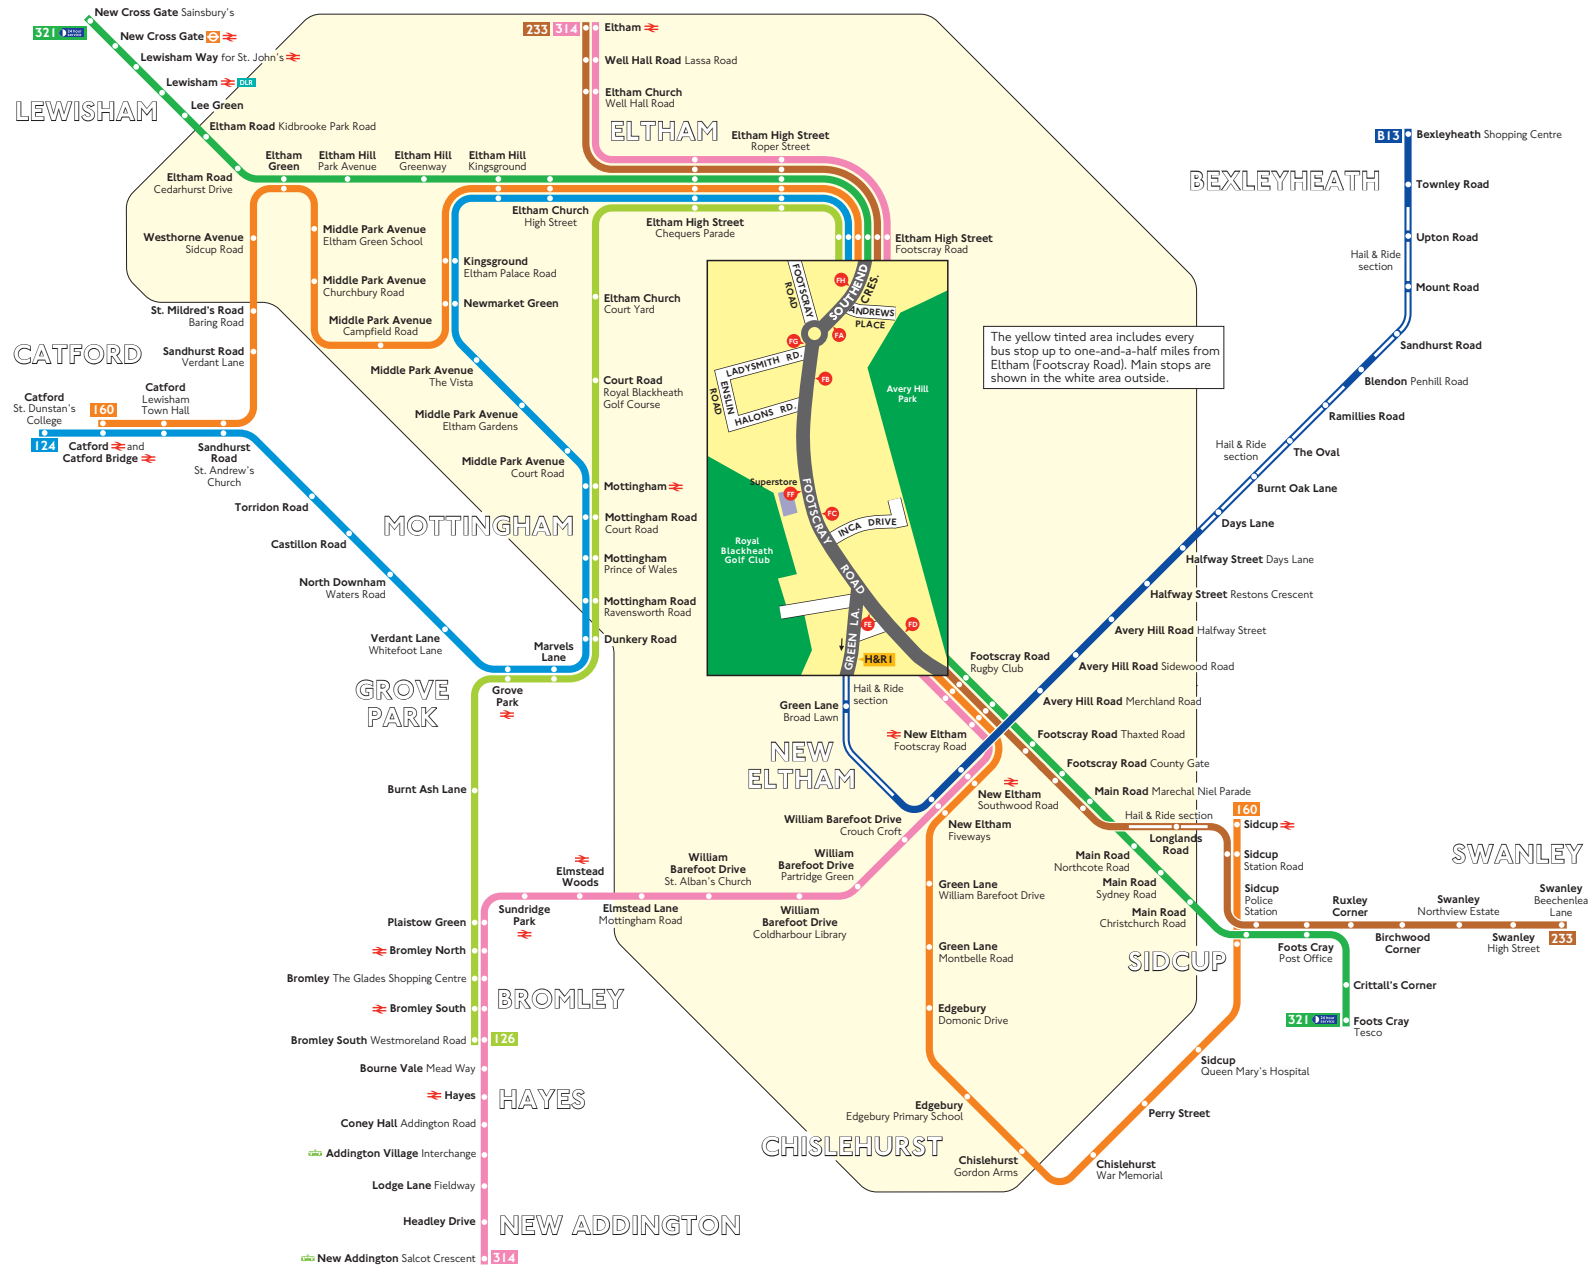 New Cross Gate Sainsbury's
321 24 hour service
New Cross Gate
Lewisham Way for St. John's
Lewisham DLR
Lee Green
LEWISHAM
Eltham Road Kidbrooke Park Road
Eltham Road
Cedarhurst Drive
Eltham
Green
Eltham Hill
Park Avenue
Eltham Hill
Greenway
Eltham Hill
Kingsground
233 314 Eltham
Well Hall Road Lassa Road
Eltham Church
Well Hall Road
ELTHAM
Eltham High Street
Roper Street
Eltham Church
High Street
Eltham High Street
Chequers Parade
Eltham High Street
Footscray Road
B13 Bexleyheath Shopping Centre
BEXLEYHEATH
Townley Road
Upton Road
Hail & Ride
section
Mount Road
Sandhurst Road
Blendon Penhill Road
Ramillies Road
Hail & Ride
section
The Oval
Burnt Oak Lane
Days Lane
Halfway Street Days Lane
Halfway Street Restons Crescent
Avery Hill Road Halfway Street
Avery Hill Road Sidewood Road
Avery Hill Road Merchland Road
The yellow tinted area includes every
bus stop up to one-and-a-half miles from
Eltham (Footscray Road). Main stops are
shown in the white area outside.
Westhorne Avenue
Sidcup Road
Middle Park Avenue
Eltham Green School
Middle Park Avenue
Churchbury Road
Middle Park Avenue
Campfield Road
Kingsground
Eltham Palace Road
Newmarket Green
St. Mildred's Road
Baring Road
Sandhurst Road
Verdant Lane
CATFORD
Catford
St. Dunstan's
College
160
Catford
Lewisham
Town Hall
124
Catford and
Catford Bridge
Sandhurst
Road
St. Andrew's
Church
Torridon Road
Castillon Road
North Downham
Waters Road
Verdant Lane
Whitefoot Lane
Middle Park Avenue
The Vista
Middle Park Avenue
Eltham Gardens
Middle Park Avenue
Court Road
MOTTINGHAM
Eltham Church
Court Yard
Court Road
Royal Blackheath
Golf Course
Mottingham
Mottingham Road
Court Road
Mottingham
Prince of Wales
Mottingham Road
Ravensworth Road
Dunkery Road
Marvels
Lane
Grove
Park
GROVE
PARK
FOOTSCRAY
ROAD
SOUTHEND
CRES.
FH
ANDREWS
PLACE
FG
FA
LADYSMITH RD.
ENSLIN
ROAD
HALONS RD.
FB
Avery Hill
Park
Superstore
FF
FC
INCA DRIVE
FOOTSCRAY
ROAD
Royal
Blackheath
Golf Club
FE
FD
GREEN LA.
H&R1
Hail & Ride
section
Green Lane
Broad Lawn
NEW
ELTHAM
Footscray Road
Rugby Club
New Eltham
Footscray Road
Footscray Road Thaxted Road
Footscray Road County Gate
Main Road Marechal Niel Parade
New Eltham
Southwood Road
New Eltham
Fiveways
Hail & Ride section
Longlands
Road
160
Sidcup
Sidcup
Station Road
Sidcup
Police
Station
Main Road
Northcote Road
Main Road
Sydney Road
Main Road
Christchurch Road
SIDCUP
SWANLEY
Ruxley
Corner
Swanley
Northview Estate
Swanley
Beechenlea
Lane
Foots Cray
Post Office
Birchwood
Corner
Swanley
High Street
233
Crittall's Corner
321 24 hour service
Foots Cray
Tesco
Sidcup
Queen Mary's Hospital
Perry Street
Chislehurst
War Memorial
Chislehurst
Gordon Arms
CHISLEHURST
Edgebury
Edgebury Primary School
Edgebury
Domonic Drive
Green Lane
Montbelle Road
Green Lane
William Barefoot Drive
William Barefoot Drive
Crouch Croft
William
Barefoot Drive
Partridge Green
William
Barefoot Drive
St. Alban's Church
William
Barefoot Drive
Coldharbour Library
Elmstead Lane
Mottingham Road
Elmstead
Woods
Sundridge
Park
Burnt Ash Lane
Plaistow Green
Bromley North
Bromley The Glades Shopping Centre
BROMLEY
Bromley South
Bromley South Westmoreland Road
126
Bourne Vale Mead Way
Hayes
HAYES
Coney Hall Addington Road
Addington Village Interchange
Lodge Lane Fieldway
Headley Drive
NEW ADDINGTON
New Addington Salcot Crescent
314